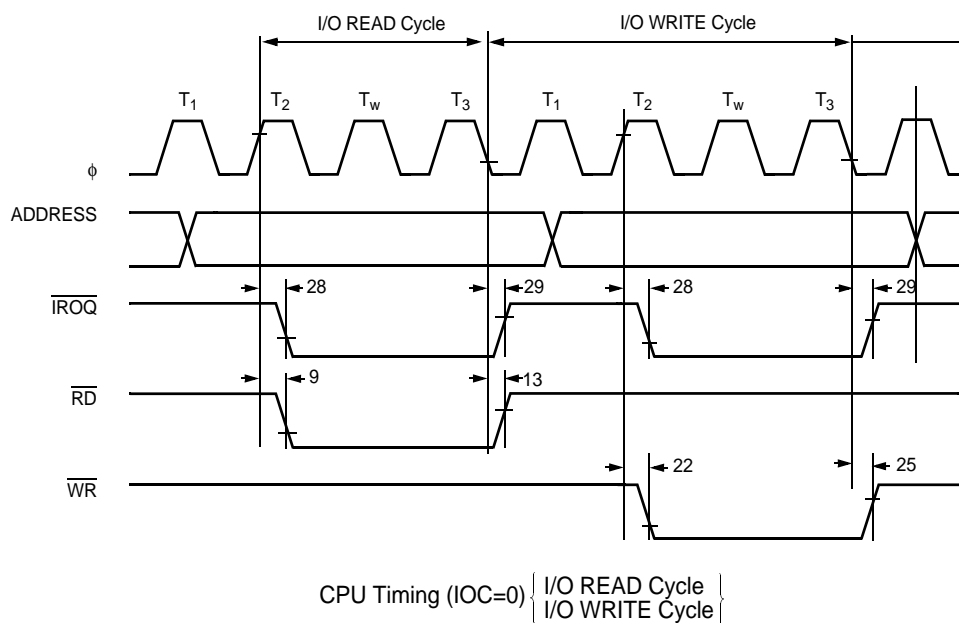 I/O READ Cycle I/O WRITE Cycle
T1 T2 Tw T3 T1 T2 Tw T3
ϕ
ADDRESS
IROQ 28 29 28 29
RD 9 13
WR 22 25
CPU Timing (IOC=0) { I/O READ Cycle
I/O WRITE Cycle }